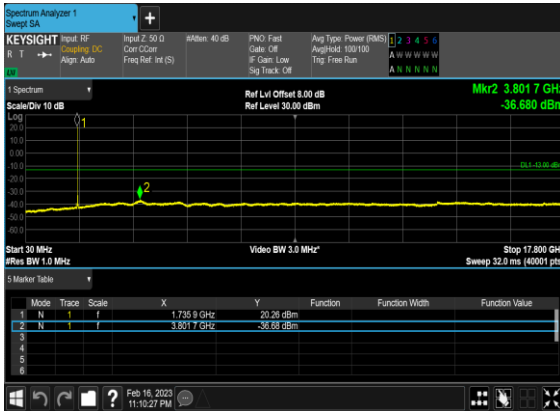 Spectrum Analyzer 1
Swept SA
+
KEYSIGHT Input: RF Input Z: 50 Ω #Atten: 40 dB PNO: Fast Avg Type: Power (RMS) 1 2 3 4 5 6
R T Coupling: DC Corr CCorr Gate: Off Avg|Hold: 100/100 A W W W W W
Align: Auto Freq Ref: Int (S) IF Gain: Low Trig: Free Run
Sig Track: Off A N N N N N
1 Spectrum Ref Lvl Offset 8.00 dB Mkr2 3.801 7 GHz
Scale/Div 10 dB Ref Level 30.00 dBm -36.680 dBm
Log
1
20.0
10.0
0.00
-10.0
DL1 -13.00 dBm
-20.0
-30.0
2
-40.0
-50.0
-60.0
Start 30 MHz Video BW 3.0 MHz* Stop 17.800 GH
#Res BW 1.0 MHz Sweep 32.0 ms (40001 pts
5 Marker Table
Mode Trace Scale X Y Function Function Width Function Value
1 N 1 f 1.735 9 GHz 20.26 dBm
2 N 1 f 3.801 7 GHz -36.68 dBm
3
4
5
6
? Feb 16, 2023
11:10:27 PM